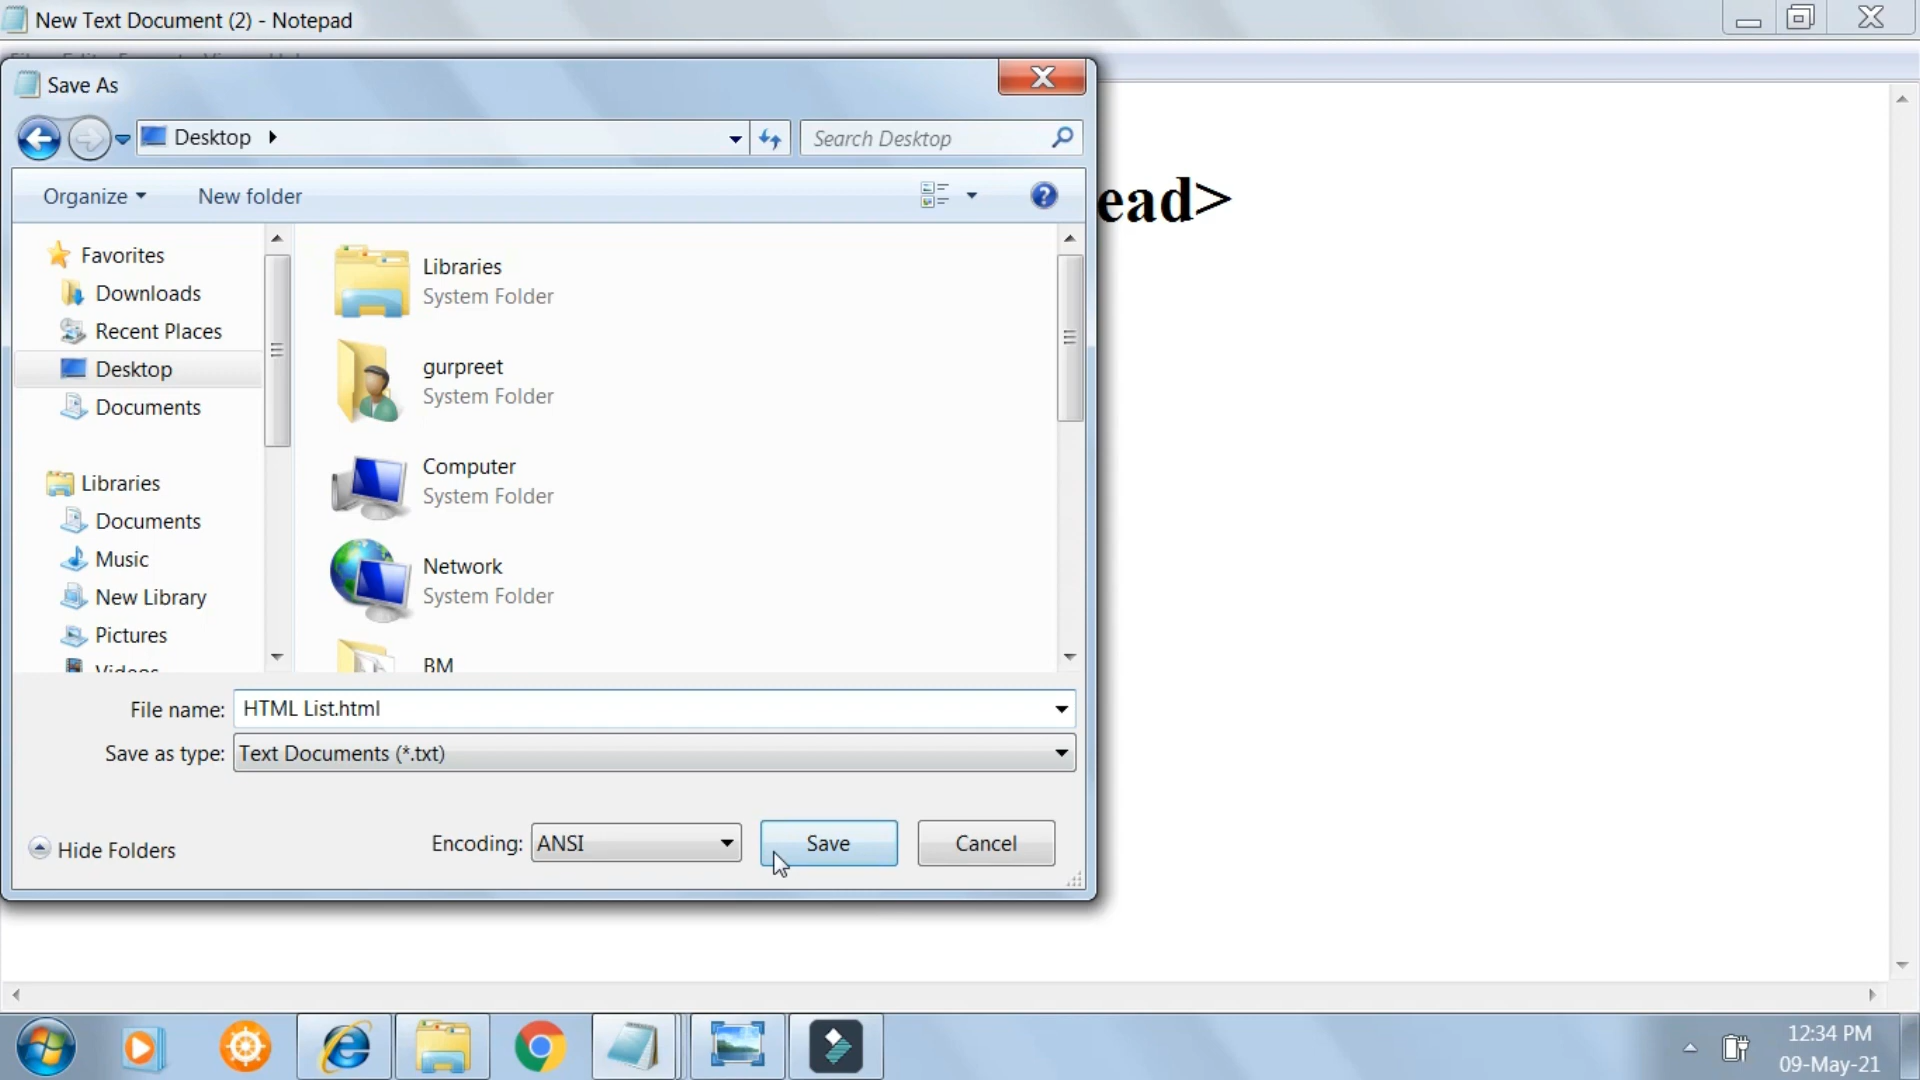 New Text Document (2) - Notepad
Save As
Desktop
Search Desktop
Organize
New folder
ead>
Favorites
Downloads
Recent Places
Desktop
Documents
Libraries
Documents
Music
New Library
Pictures
Videos
Libraries
System Folder
gurpreet
System Folder
Computer
System Folder
Network
System Folder
BM
File name: HTML List.html
Save as type: Text Documents (*.txt)
Hide Folders
Encoding: ANSI
Save
Cancel
12:34 PM
09-May-21